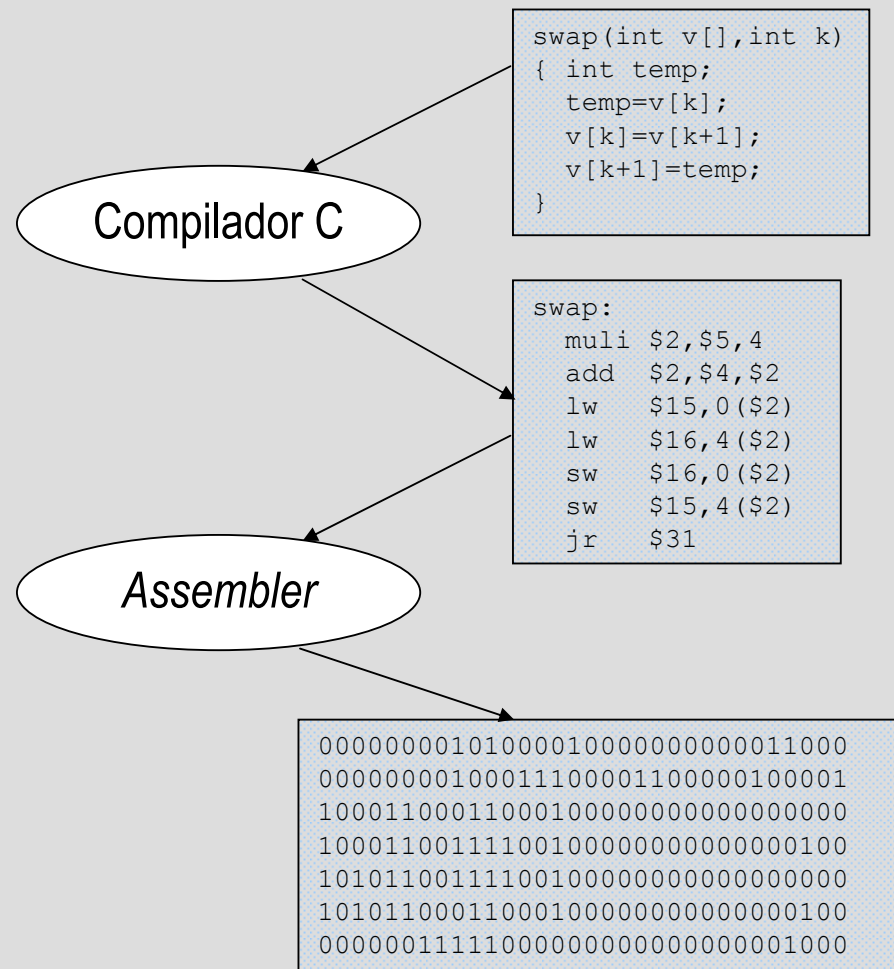 swap(int v[],int k)
{ int temp;
temp=v[k];
v[k]=v[k+1];
v[k+1]=temp;
}
Compilador C
swap:
muli $2,$5,4
add $2,$4,$2
lw $15,0($2)
lw $16,4($2)
sw $16,0($2)
sw $15,4($2)
jr $31
Assembler
00000000101000010000000000011000
00000000100011100001100000100001
10001100011000100000000000000000
10001100111100100000000000000100
10101100111100100000000000000000
10101100011000100000000000000100
00000011111000000000000000001000